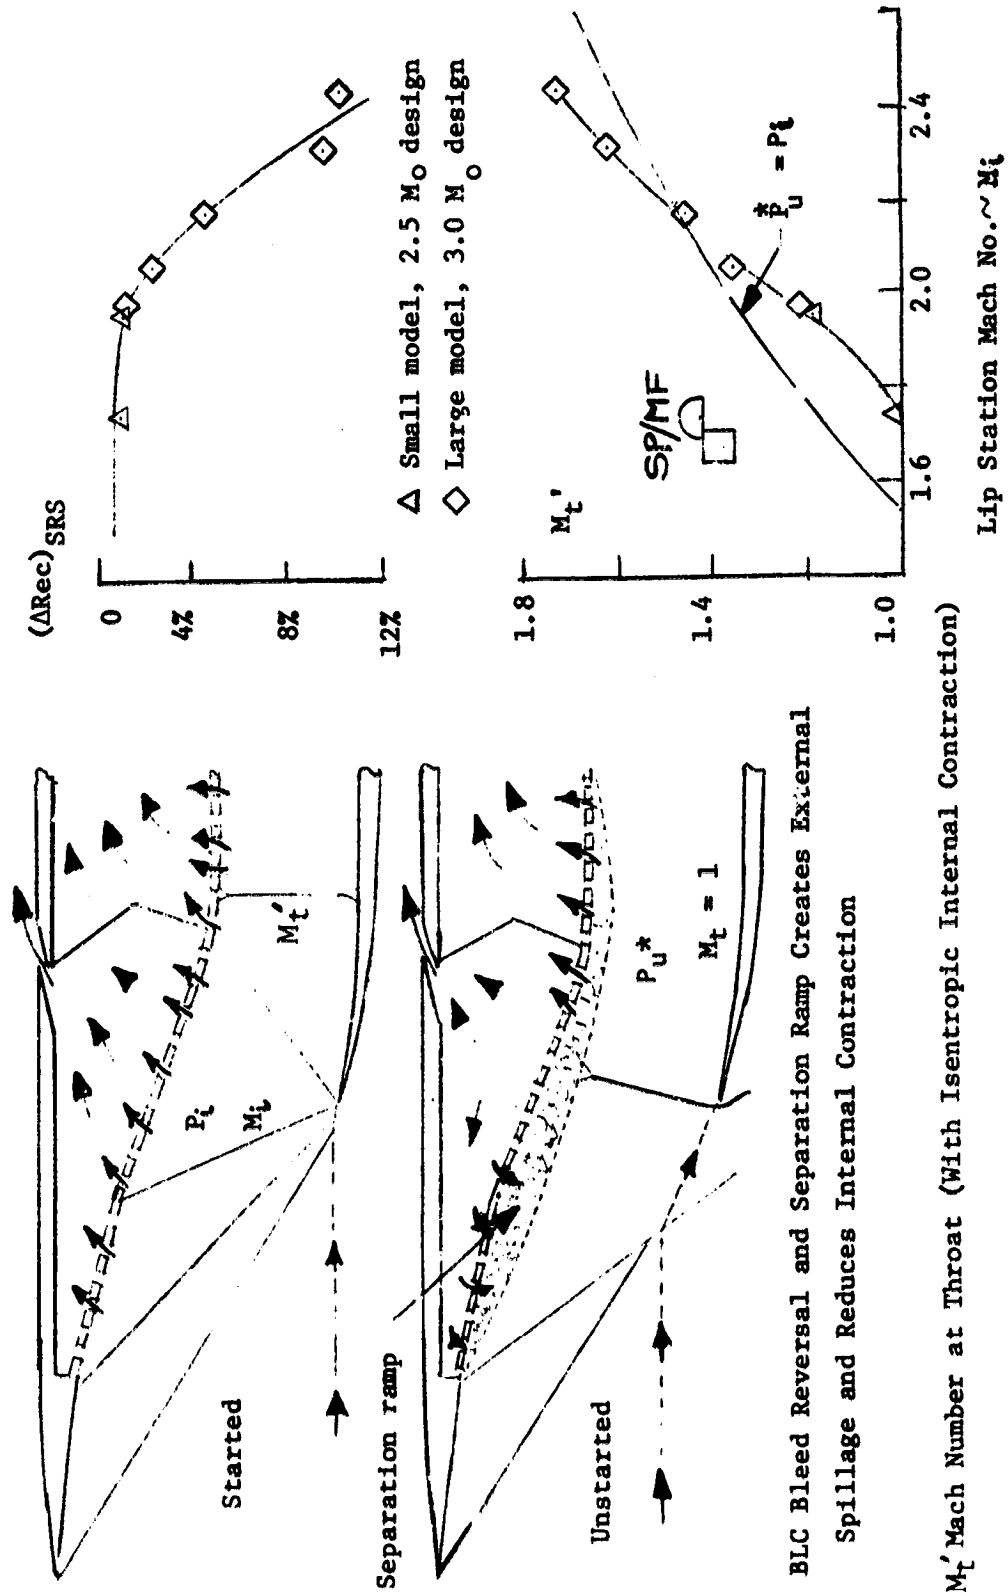 Started
P_i
M_i
M_t'
Separation ramp
Unstarted
P_u*
M_t = 1
BLC Bleed Reversal and Separation Ramp Creates External
Spillage and Reduces Internal Contraction
M_t' Mach Number at Throat (With Isentropic Internal Contraction)
(ΔRec)SRS
0
4%
8%
12%
△ Small model, 2.5 M_o design
◇ Large model, 3.0 M_o design
M_t'
1.8
1.4
1.0
SP/MF
P_u* = P_i
1.6
2.0
2.4
Lip Station Mach No. ~ M_i